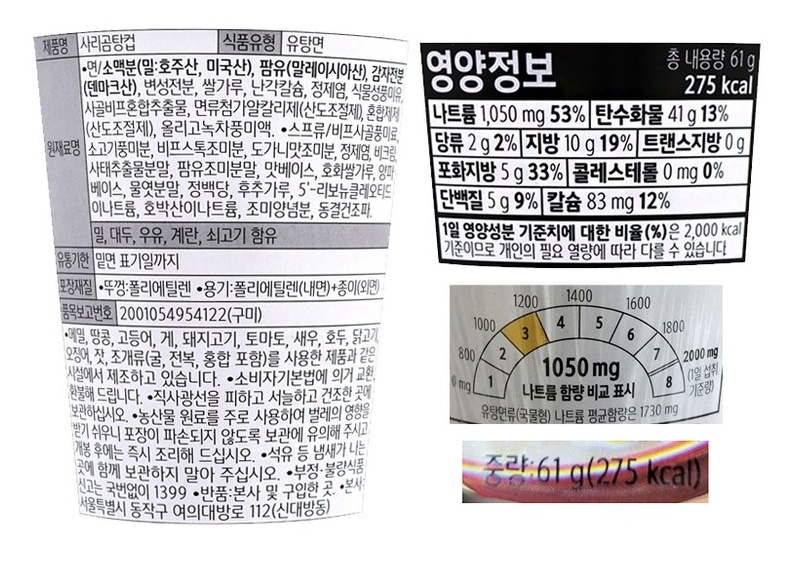 제품명 사리곰탕컵 식품유형 유탕면
원재료명
•면/소맥분(밀:호주산, 미국산), 팜유(말레이시아산), 감자전분
(덴마크산), 변성전분, 쌀가루, 난각칼슘, 정제염, 식물성풍미유,
사골비프혼합추출물, 면류첨가알칼리제(산도조절제), 혼합제제
(산도조절제), 올리고녹차풍미액. •스프류/비프사골풍미료,
소고기풍미분, 비프스톡조미분, 도가니맛조미분, 정제염, 비프크림,
사태추출물분말, 팜유조미분말, 맛베이스, 호화쌀가루, 양파
베이스, 물엿분말, 정백당, 후추가루, 5'-리보뉴클레오티드
이나트륨, 호박산이나트륨, 조미양념분, 동결건조파.
밀, 대두, 우유, 계란, 쇠고기 함유
유통기한 밑면 표기일까지
포장재질 •뚜껑:폴리에틸렌 •용기:폴리에틸렌(내면)+종이(외면)
품목보고번호 2001054954122(구미)
•메밀, 땅콩, 고등어, 게, 돼지고기, 토마토, 새우, 호두, 닭고기,
오징어, 잣, 조개류(굴, 전복, 홍합 포함)를 사용한 제품과 같은
시설에서 제조하고 있습니다. •소비자기본법에 의거 교환,
환불해 드립니다. •직사광선을 피하고 서늘하고 건조한 곳에
보관하십시오. •농산물 원료를 주로 사용하여 벌레의 영향을
받기 쉬우니 포장이 파손되지 않도록 보관에 유의해 주시고
개봉 후에는 즉시 조리해 드십시오. •석유 등 냄새가 나는
곳에 함께 보관하지 말아 주십시오. •부정·불량식품
신고는 국번없이 1399 •반품:본사 및 구입한 곳. •본사:
서울특별시 동작구 여의대방로 112(신대방동)
영양정보
총 내용량 61 g
275 kcal
나트륨 1,050 mg 53% 탄수화물 41 g 13%
당류 2 g 2% 지방 10 g 19% 트랜스지방 0 g
포화지방 5 g 33% 콜레스테롤 0 mg 0%
단백질 5 g 9% 칼슘 83 mg 12%
1일 영양성분 기준치에 대한 비율(%)은 2,000 kcal
기준이므로 개인의 필요 열량에 따라 다를 수 있습니다.
0 mg 800 1000 1200 1400 1600 1800 2000 mg
(1일 섭취
기준량)
1 2 3 4 5 6 7 8
1050 mg
나트륨 함량 비교 표시
유탕면류(국물형) 나트륨 평균함량은 1730 mg
중량:61 g(275 kcal)